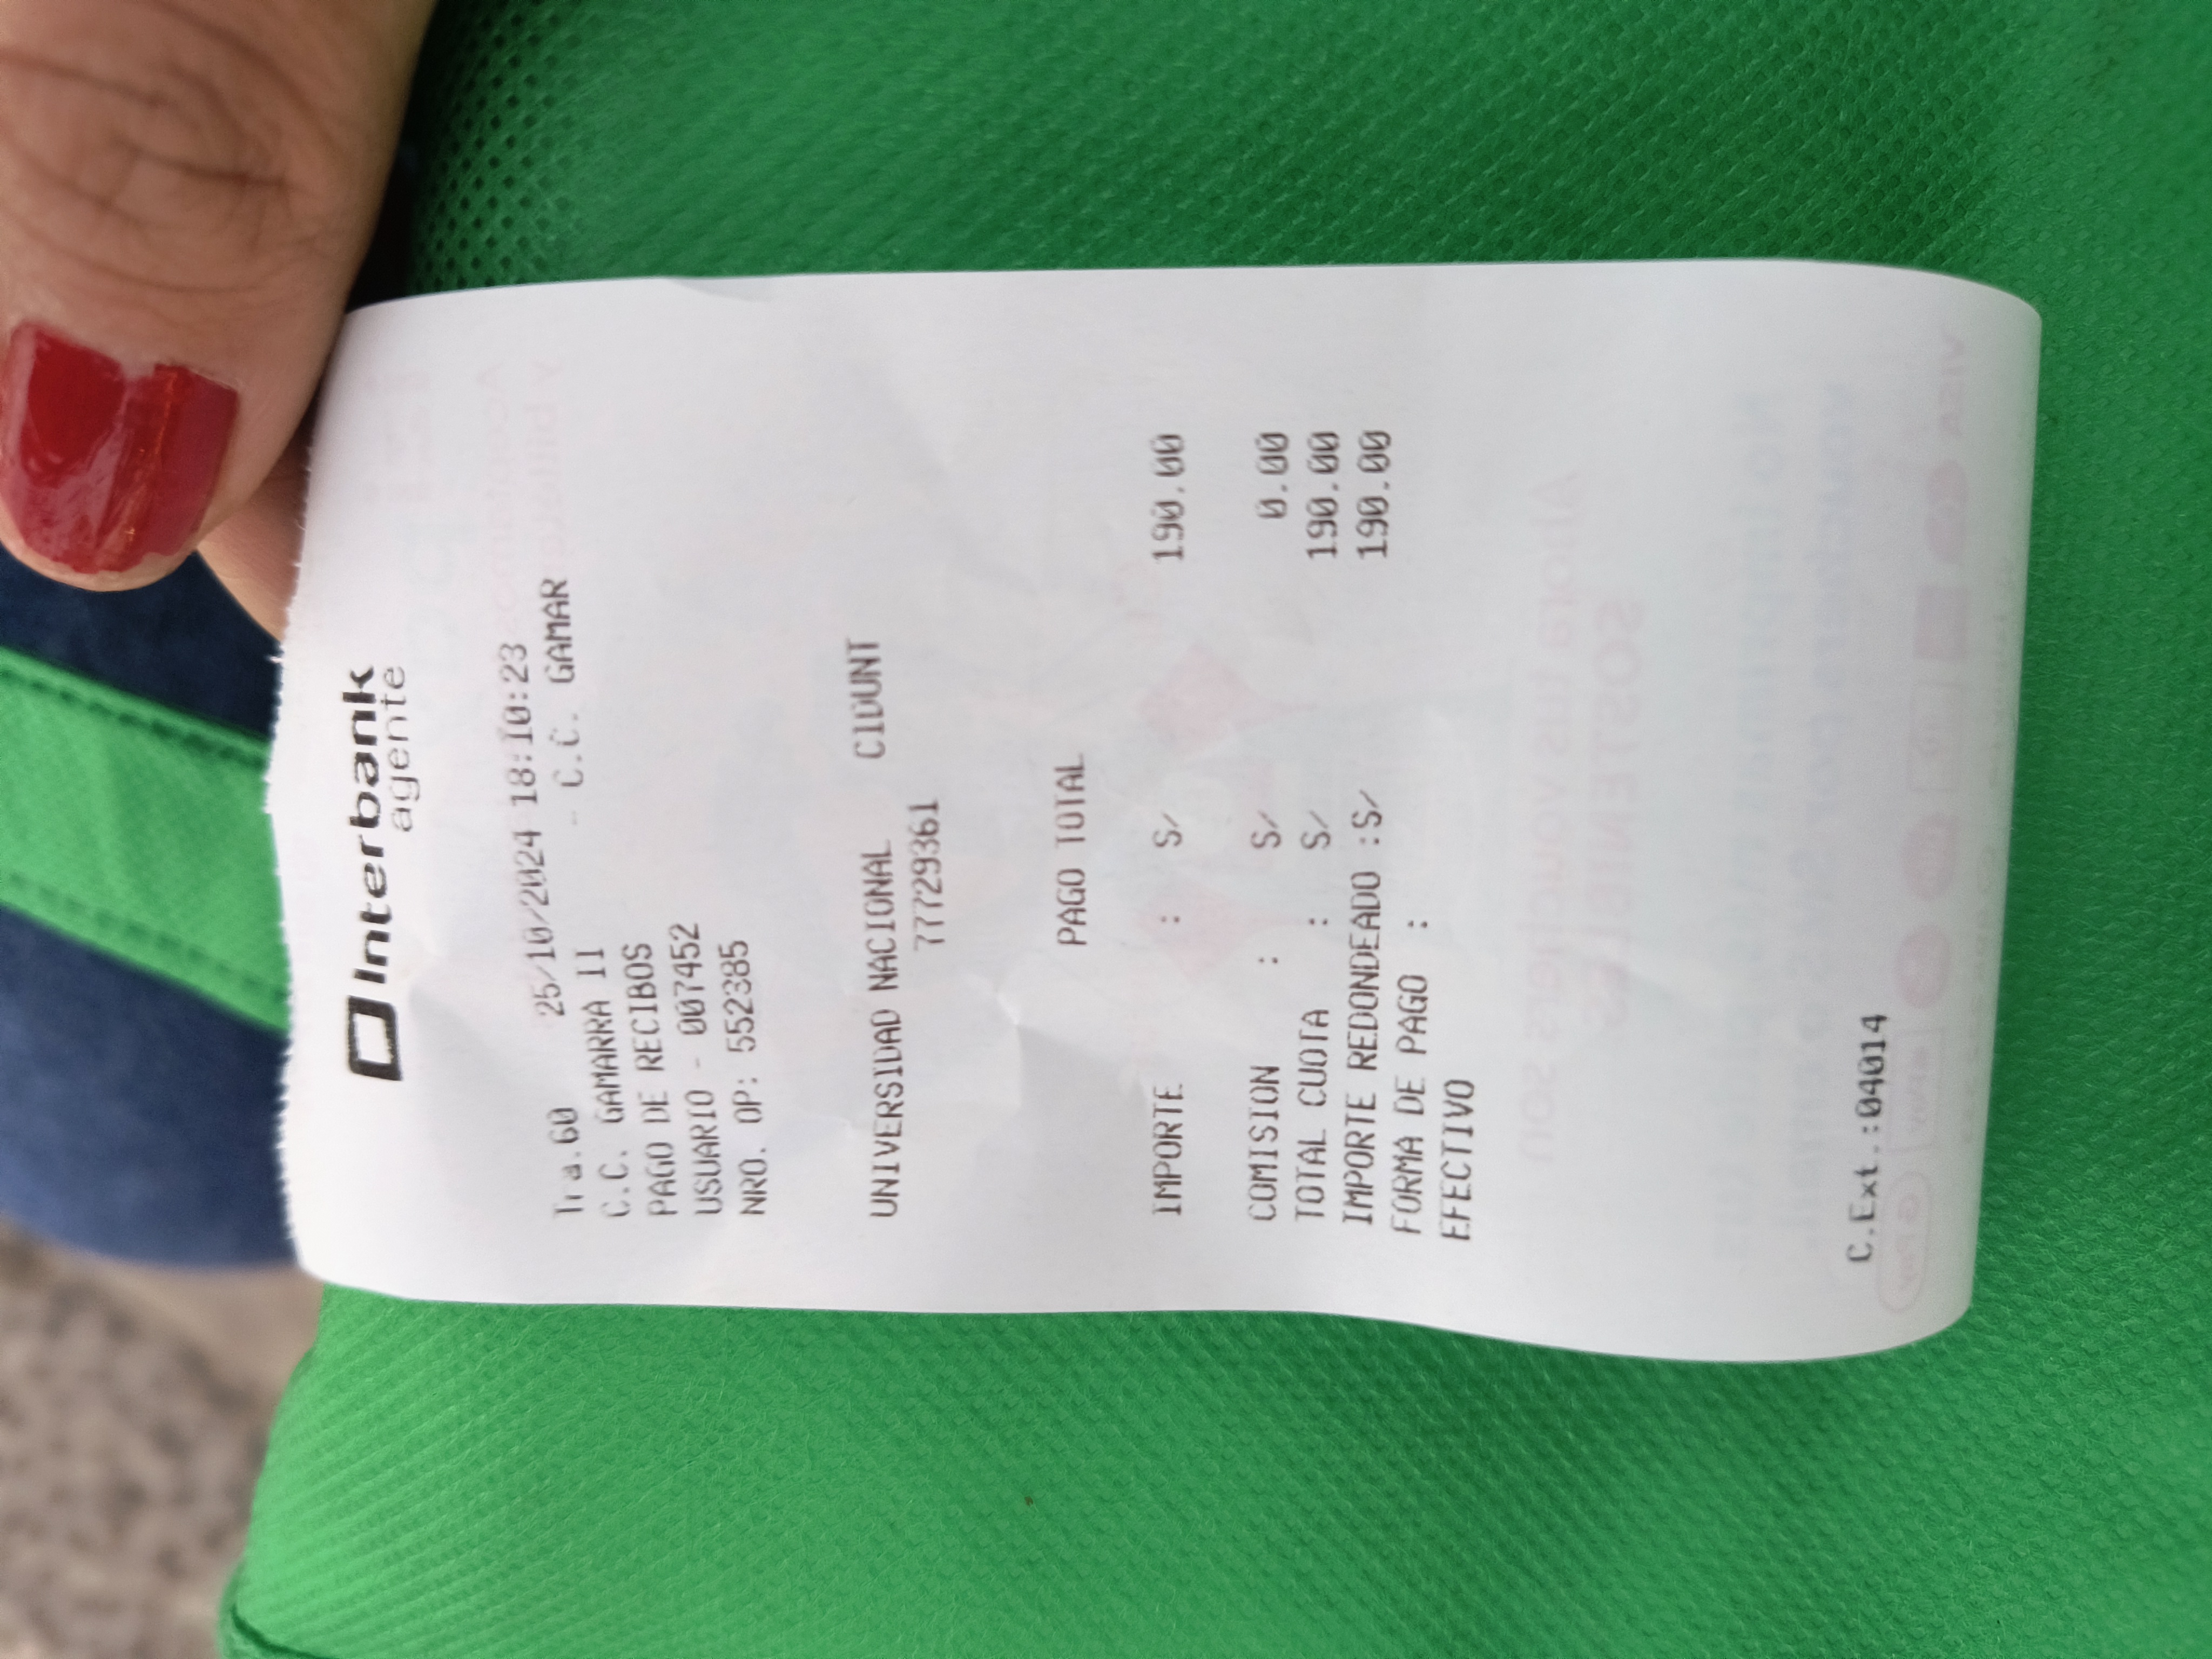 Interbank
agente
Tra.60 25/10/2024 18:10:23
C.C. GAMARRA II - C.C. GAMAR
PAGO DE RECIBOS
USUARIO - 007452
NRO. OP: 552385
UNIVERSIDAD NACIONAL CIDUNT
77729361
PAGO TOTAL
IMPORTE : S/ 190.00
COMISION : S/ 0.00
TOTAL CUOTA : S/ 190.00
IMPORTE REDONDEADO :S/ 190.00
FORMA DE PAGO :
EFECTIVO
C.Ext.:04014